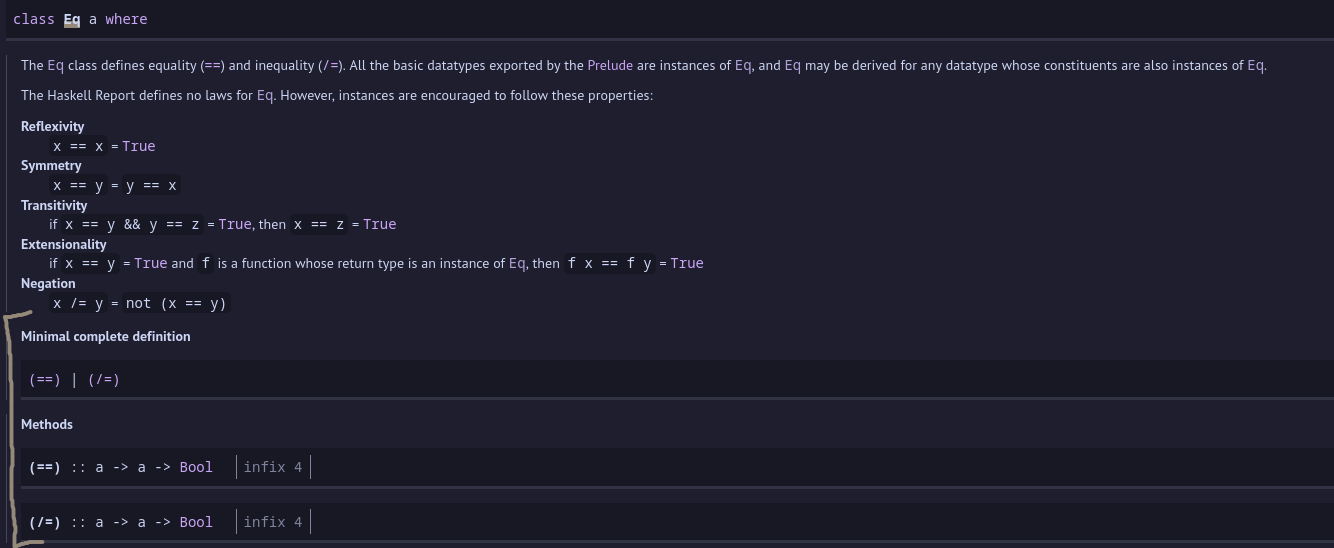 class Eq a where
The Eq class defines equality (==) and inequality (/=). All the basic datatypes exported by the Prelude are instances of Eq, and Eq may be derived for any datatype whose constituents are also instances of Eq.
The Haskell Report defines no laws for Eq. However, instances are encouraged to follow these properties:
Reflexivity
x == x = True
Symmetry
x == y = y == x
Transitivity
if x == y && y == z = True, then x == z = True
Extensionality
if x == y = True and f is a function whose return type is an instance of Eq, then f x == f y = True
Negation
x /= y = not (x == y)
Minimal complete definition
(==) | (/=)
Methods
(==) :: a -> a -> Bool infix 4
(/=) :: a -> a -> Bool infix 4